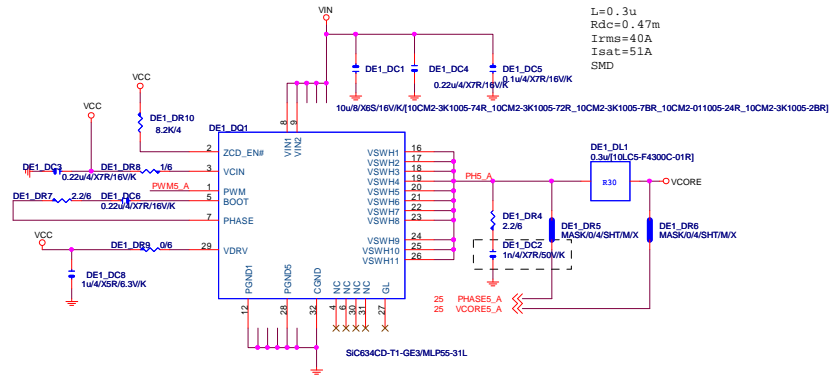 VIN
L=0.3u
Rdc=0.47m
Irms=40A
Isat=51A
SMD
VCC
DE1_DC1
DE1_DC4
0.22u/4/X7R/16V/K
DE1_DC5
0.1u/4/X7R/16V/K
10u/8/X6S/16V/K/[10CM2-3K1005-74R_10CM2-3K1005-72R_10CM2-3K1005-7BR_10CM2-011005-24R_10CM2-3K1005-2BR]
VCC
DE1_DR10
8.2K/4
DE1_DQ1
8
9
VIN1
VIN2
2
ZCD_EN#
DE1_DC3
0.22u/4/X7R/16V/K
DE1_DR8
1/6
3
VCIN
PWM5_A
1
PWM
DE1_DR7
2.2/6
DE1_DC6
0.22u/4/X7R/16V/K
5
BOOT
7
PHASE
VCC
DE1_DR9
0/6
29
VDRV
DE1_DC8
1u/4/X5R/6.3V/K
VSWH1
16
VSWH2
17
VSWH3
18
VSWH4
19
VSWH5
20
VSWH6
21
VSWH7
22
VSWH8
23
VSWH9
24
VSWH10
25
VSWH11
26
PH5_A
DE1_DL1
0.3u/[10LC5-F4300C-01R]
R30
VCORE
DE1_DR4
2.2/6
DE1_DC2
1n/4/X7R/50V/K
DE1_DR5
MASK/0/4/SHT/M/X
DE1_DR6
MASK/0/4/SHT/M/X
25 PHASE5_A
25 VCORE5_A
PGND1
PGND5
CGND
NC
NC
NC
NC
GL
12
28
32
4
6
30
31
27
SiC634CD-T1-GE3/MLP55-31L